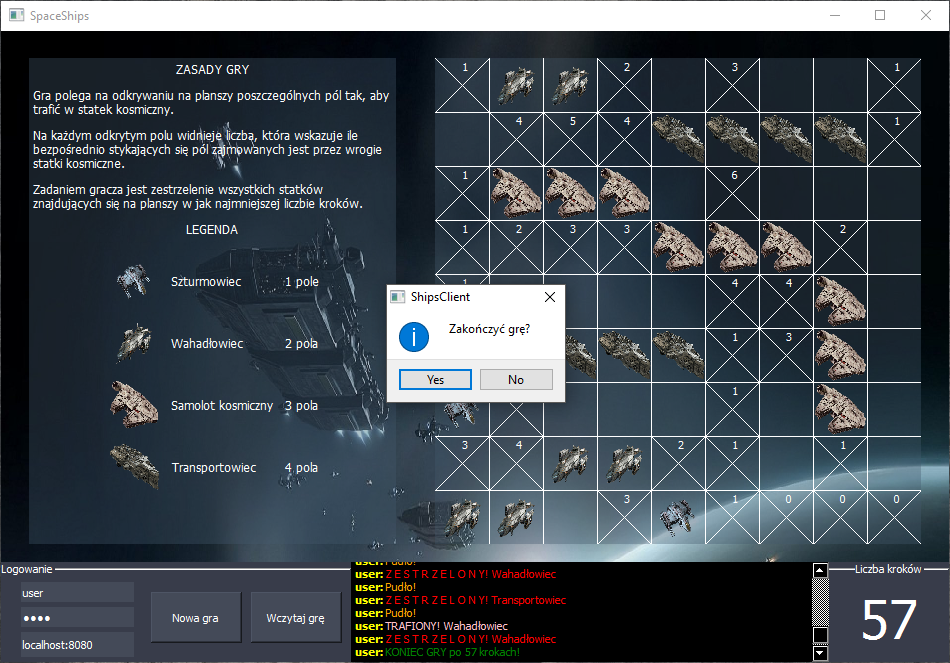 SpaceShips
ZASADY GRY
Gra polega na odkrywaniu na planszy poszczególnych pól tak, aby
trafić w statek kosmiczny.
Na każdym odkrytym polu widnieje liczba, która wskazuje ile
bezpośrednio stykających się pól zajmowanych jest przez wrogie
statki kosmiczne.
Zadaniem gracza jest zestrzelenie wszystkich statków
znajdujących się na planszy w jak najmniejszej liczbie kroków.
LEGENDA
Szturmowiec 1 pola
Wahadłowiec 2 pola
Samolot kosmiczny 3 pola
Transportowiec 4 pola
1 2 3 1
4 5 4 1
1 6
1 2 3 3 2
4 4
1 3
1
3 4 2 1 1
3 1 0 0 0
ShipsClient
Zakończyć grę?
Yes No
Logowanie
user
●●●●
localhost:8080
Nowa gra
Wczytaj grę
user: Pudło!
user: Z E S T R Z E L O N Y! Wahadłowiec
user: Pudło!
user: Z E S T R Z E L O N Y! Transportowiec
user: Pudło!
user: TRAFIONY! Wahadłowiec
user: Z E S T R Z E L O N Y! Wahadłowiec
user: KONIEC GRY po 57 krokach!
Liczba kroków
57